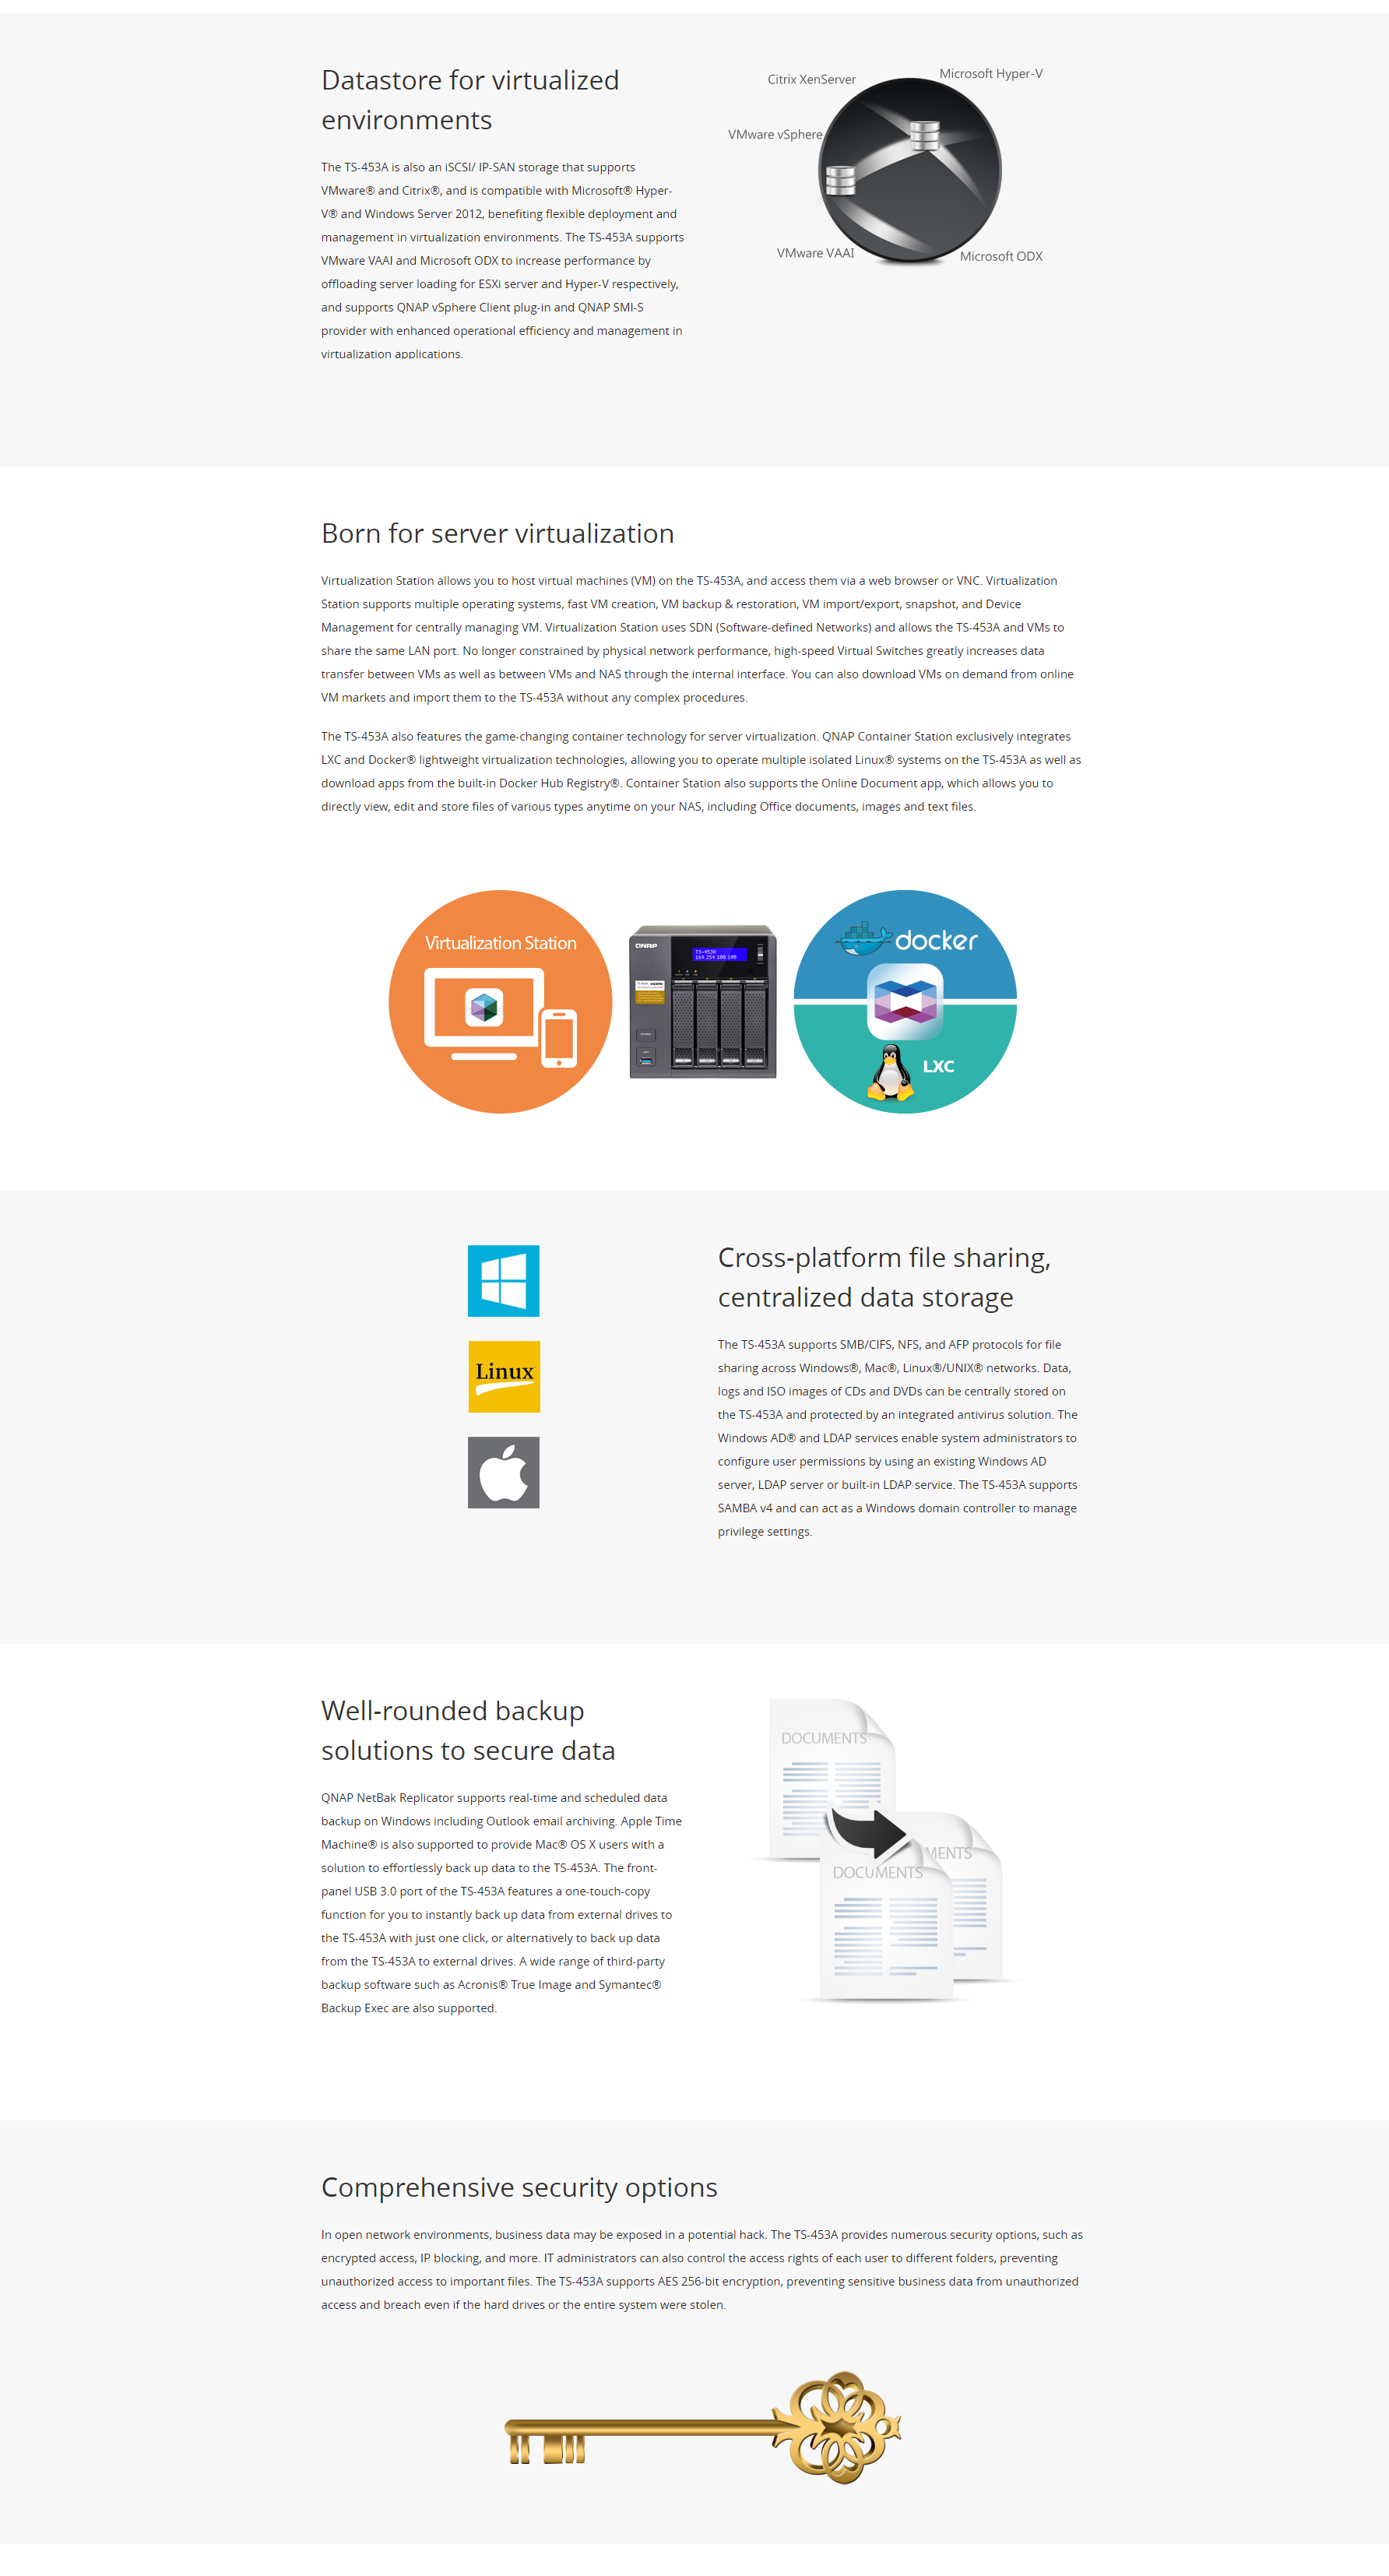 Datastore for virtualized
environments
The TS-453A is also an iSCSI/ IP-SAN storage that supports
VMware® and Citrix®, and is compatible with Microsoft® Hyper-
V® and Windows Server 2012, benefiting flexible deployment and
management in virtualization environments. The TS-453A supports
VMware VAAI and Microsoft ODX to increase performance by
offloading server loading for ESXi server and Hyper-V respectively,
and supports QNAP vSphere Client plug-in and QNAP SMI-S
provider with enhanced operational efficiency and management in
virtualization applications.
Citrix XenServer
Microsoft Hyper-V
VMware vSphere
VMware VAAI
Microsoft ODX
Born for server virtualization
Virtualization Station allows you to host virtual machines (VM) on the TS-453A, and access them via a web browser or VNC. Virtualization
Station supports multiple operating systems, fast VM creation, VM backup & restoration, VM import/export, snapshot, and Device
Management for centrally managing VM. Virtualization Station uses SDN (Software-defined Networks) and allows the TS-453A and VMs to
share the same LAN port. No longer constrained by physical network performance, high-speed Virtual Switches greatly increases data
transfer between VMs as well as between VMs and NAS through the internal interface. You can also download VMs on demand from online
VM markets and import them to the TS-453A without any complex procedures.
The TS-453A also features the game-changing container technology for server virtualization. QNAP Container Station exclusively integrates
LXC and Docker® lightweight virtualization technologies, allowing you to operate multiple isolated Linux® systems on the TS-453A as well as
download apps from the built-in Docker Hub Registry®. Container Station also supports the Online Document app, which allows you to
directly view, edit and store files of various types anytime on your NAS, including Office documents, images and text files.
Virtualization Station
QNAP
TS-453A
169.254.100.100
docker
LXC
Cross-platform file sharing,
centralized data storage
The TS-453A supports SMB/CIFS, NFS, and AFP protocols for file
sharing across Windows®, Mac®, Linux®/UNIX® networks. Data,
logs and ISO images of CDs and DVDs can be centrally stored on
the TS-453A and protected by an integrated antivirus solution. The
Windows AD® and LDAP services enable system administrators to
configure user permissions by using an existing Windows AD
server, LDAP server or built-in LDAP service. The TS-453A supports
SAMBA v4 and can act as a Windows domain controller to manage
privilege settings.
Linux
Well-rounded backup
solutions to secure data
QNAP NetBak Replicator supports real-time and scheduled data
backup on Windows including Outlook email archiving. Apple Time
Machine® is also supported to provide Mac® OS X users with a
solution to effortlessly back up data to the TS-453A. The front-
panel USB 3.0 port of the TS-453A features a one-touch-copy
function for you to instantly back up data from external drives to
the TS-453A with just one click, or alternatively to back up data
from the TS-453A to external drives. A wide range of third-party
backup software such as Acronis® True Image and Symantec®
Backup Exec are also supported.
DOCUMENTS
MENTS
DOCUMENTS
Comprehensive security options
In open network environments, business data may be exposed in a potential hack. The TS-453A provides numerous security options, such as
encrypted access, IP blocking, and more. IT administrators can also control the access rights of each user to different folders, preventing
unauthorized access to important files. The TS-453A supports AES 256-bit encryption, preventing sensitive business data from unauthorized
access and breach even if the hard drives or the entire system were stolen.